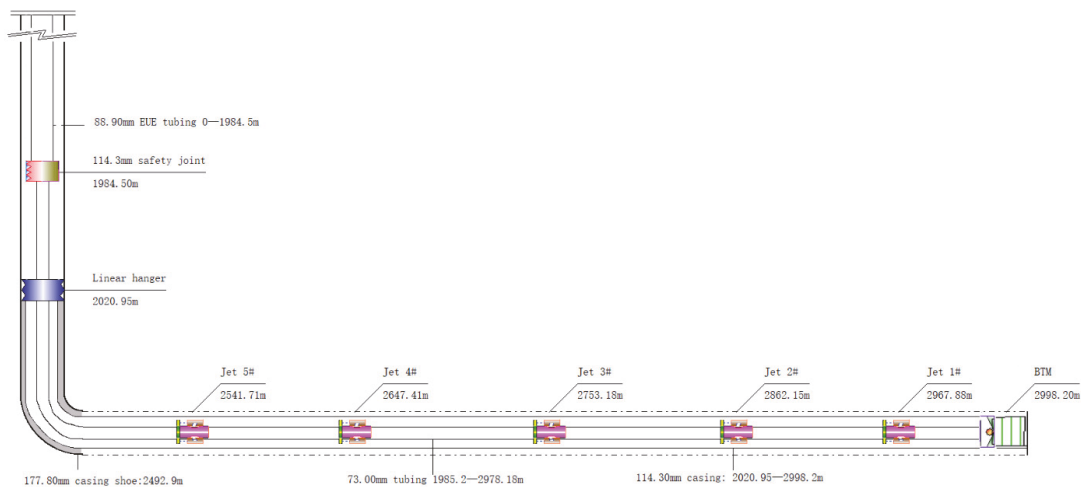 88.90mm EUE tubing 0—1984.5m
114.3mm safety joint
1984.50m
Linear hanger
2020.95m
Jet 5#
2541.71m
Jet 4#
2647.41m
Jet 3#
2753.18m
Jet 2#
2862.15m
Jet 1#
2967.88m
BTM
2998.20m
177.80mm casing shoe:2492.9m
73.00mm tubing 1985.2—2978.18m
114.30mm casing: 2020.95—2998.2m